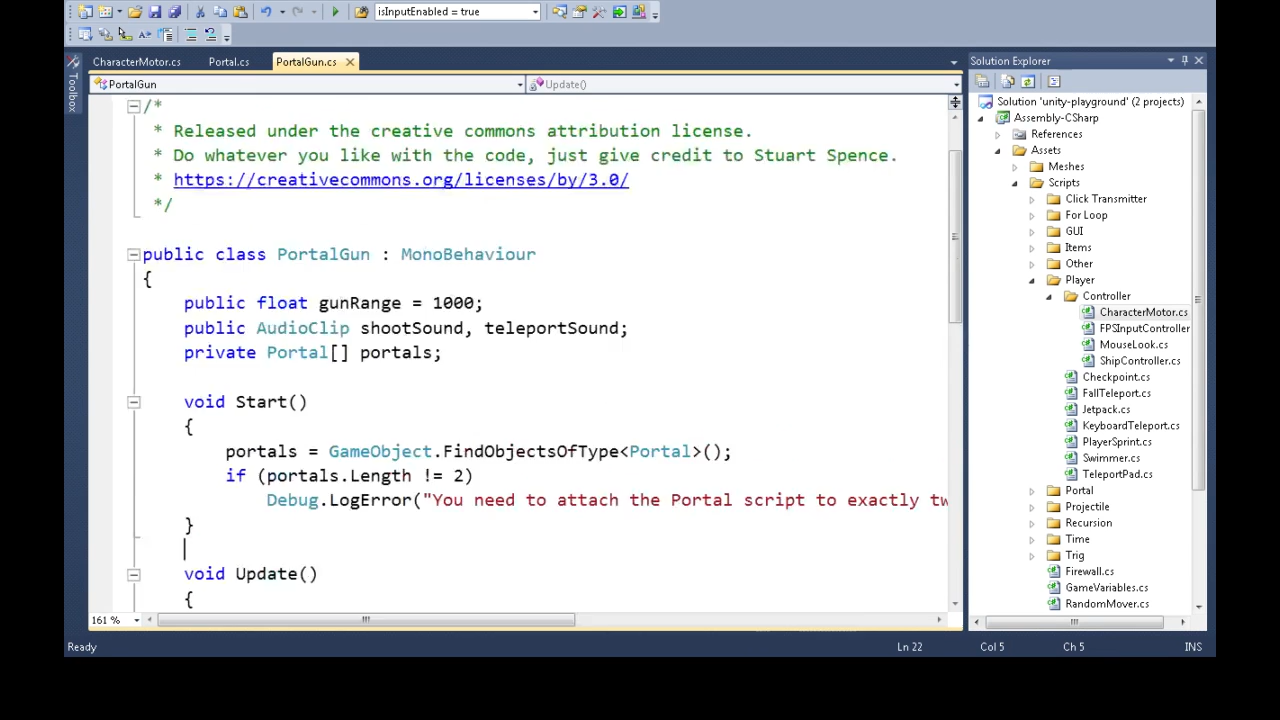 isInputEnabled = true
CharacterMotor.cs
Portal.cs
PortalGun.cs
Solution Explorer
Toolbox
PortalGun
Update()
/*
* Released under the creative commons attribution license.
* Do whatever you like with the code, just give credit to Stuart Spence.
* https://creativecommons.org/licenses/by/3.0/
*/
public class PortalGun : MonoBehaviour
{
public float gunRange = 1000;
public AudioClip shootSound, teleportSound;
private Portal[] portals;
void Start()
{
portals = GameObject.FindObjectsOfType<Portal>();
if (portals.Length != 2)
Debug.LogError("You need to attach the Portal script to exactly tw
}
void Update()
{
161 %
Solution 'unity-playground' (2 projects)
Assembly-CSharp
References
Assets
Meshes
Scripts
Click Transmitter
For Loop
GUI
Items
Other
Player
Controller
CharacterMotor.cs
FPSInputController
MouseLook.cs
ShipController.cs
Checkpoint.cs
FallTeleport.cs
Jetpack.cs
KeyboardTeleport.cs
PlayerSprint.cs
Swimmer.cs
TeleportPad.cs
Portal
Projectile
Recursion
Time
Trig
Firewall.cs
GameVariables.cs
RandomMover.cs
Ready
Ln 22
Col 5
Ch 5
INS